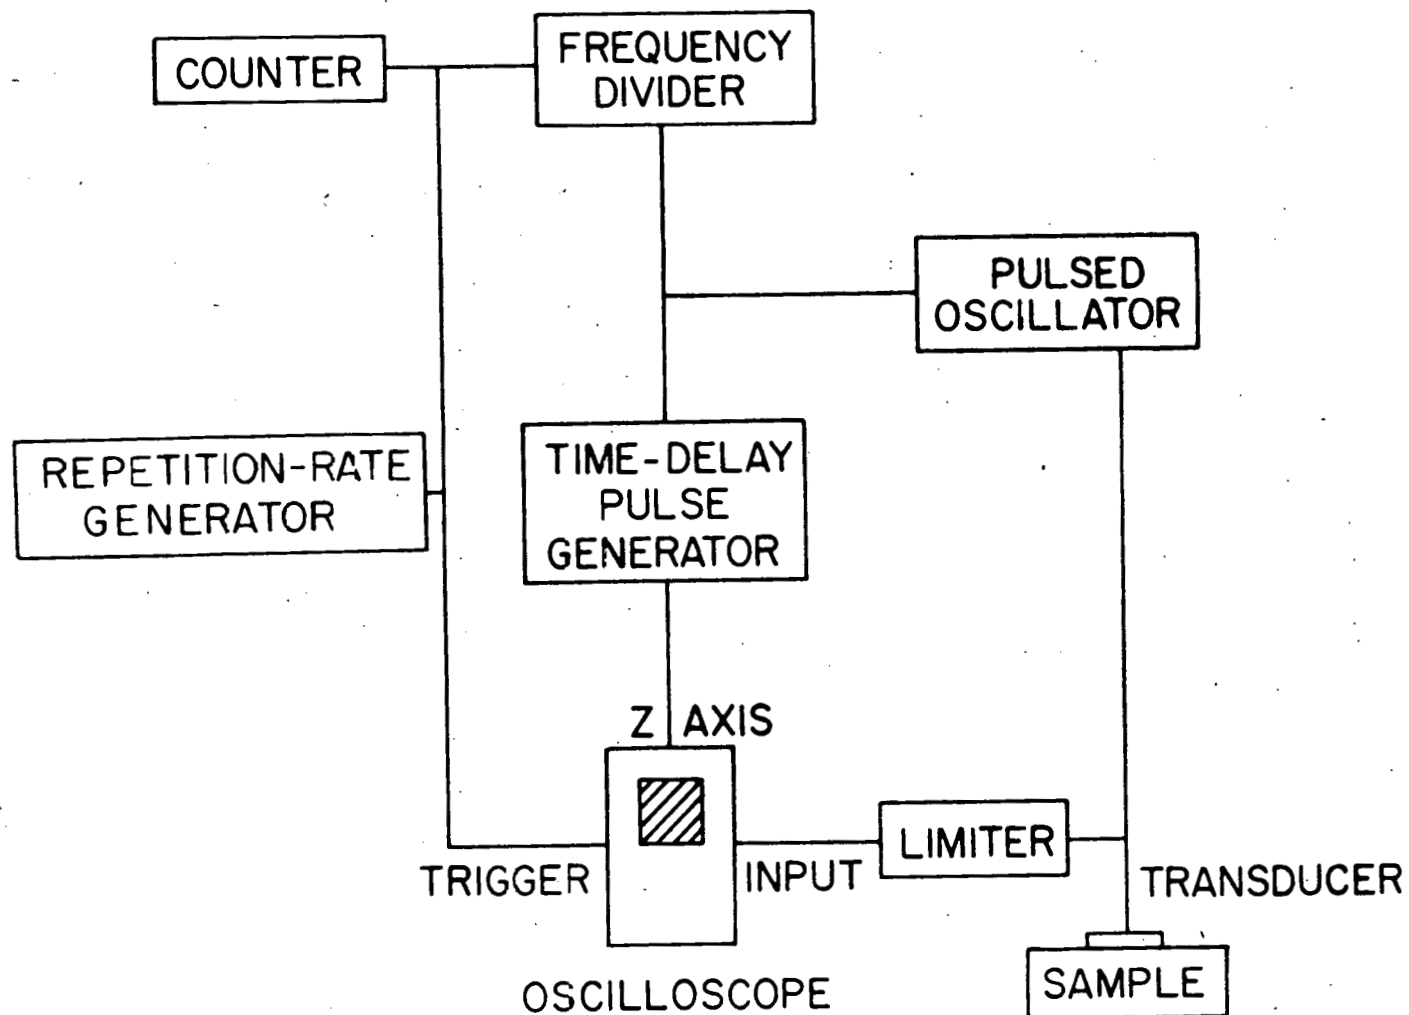 COUNTER
FREQUENCY
DIVIDER
PULSED
OSCILLATOR
REPETITION-RATE
GENERATOR
TIME-DELAY
PULSE
GENERATOR
Z AXIS
TRIGGER
INPUT
LIMITER
TRANSDUCER
OSCILLOSCOPE
SAMPLE